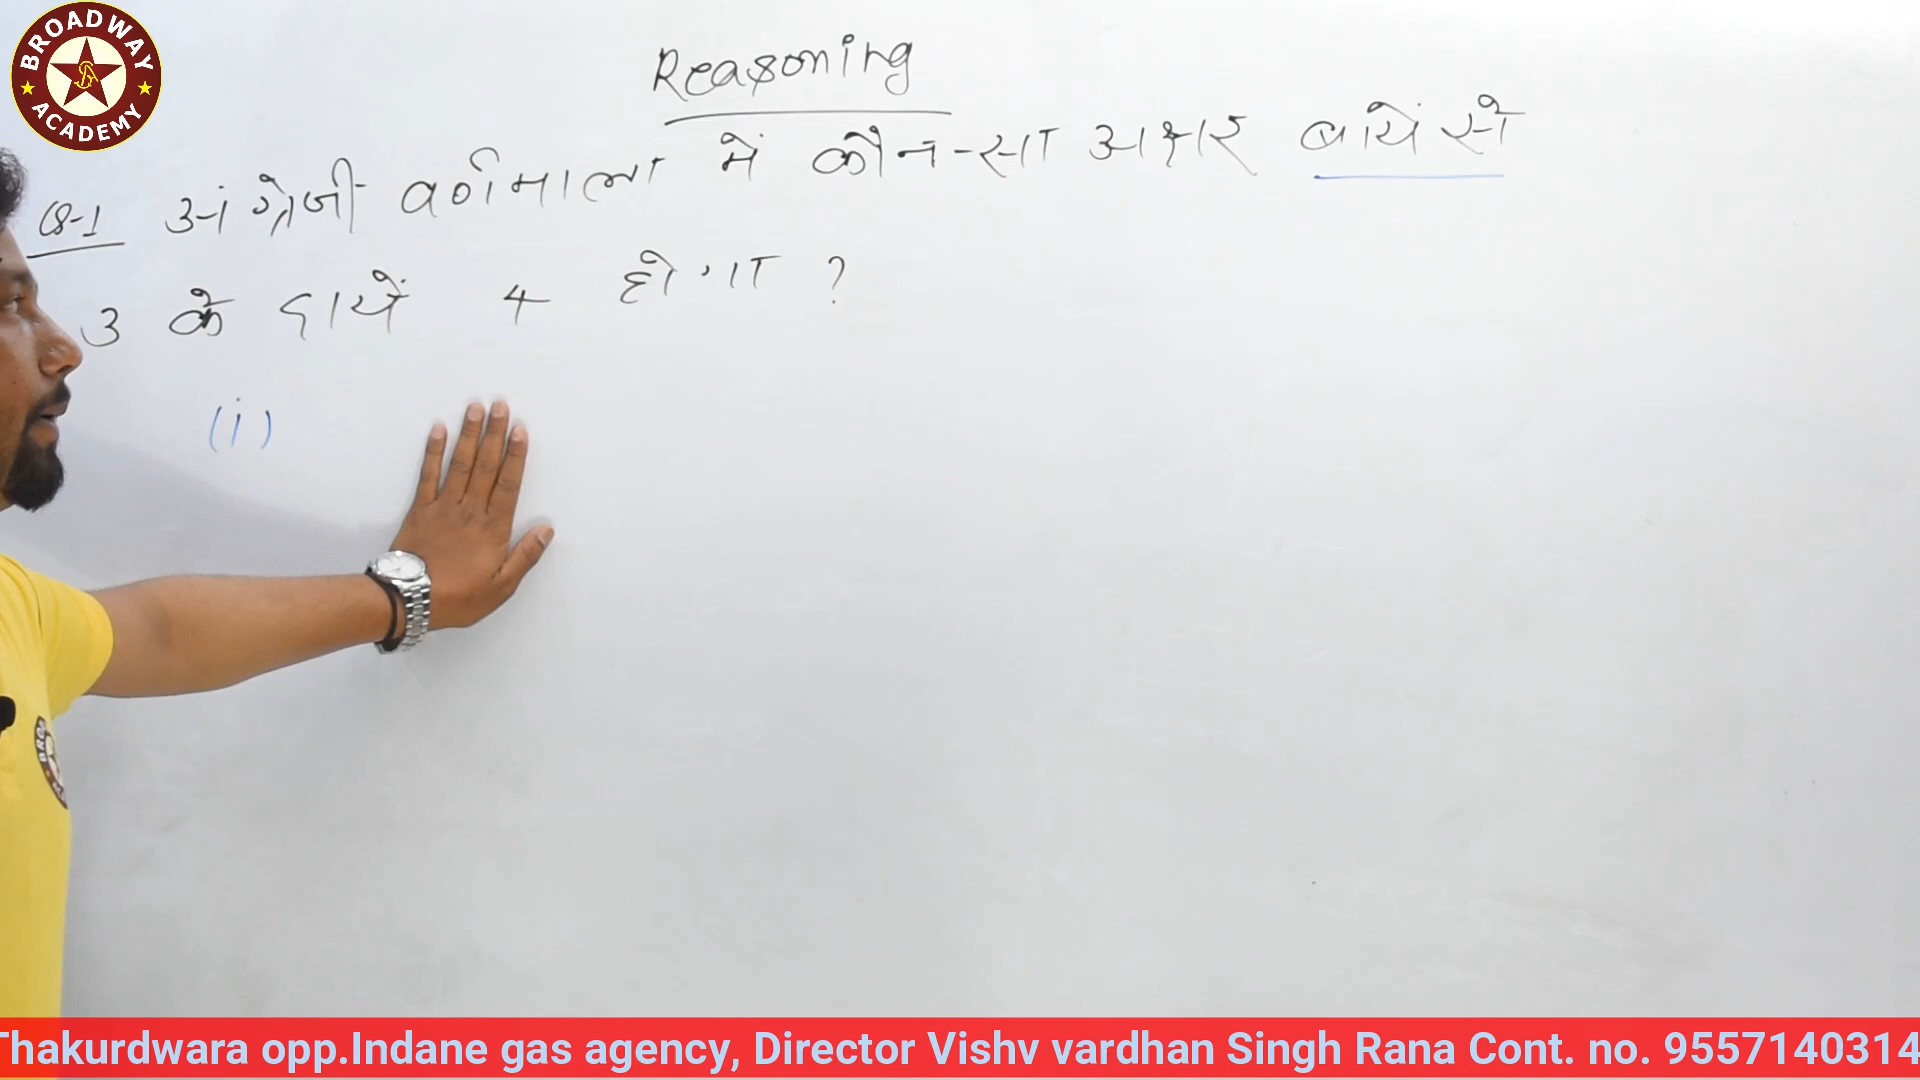 BROADWAY ACADEMY
Reasoning
Q-1 अंग्रेजी वर्णमाला में कौन-सा अक्षर बायें से
3 के दायें 4 होगा ?
(i)
Thakurdwara opp.Indane gas agency, Director Vishv vardhan Singh Rana Cont. no. 9557140314